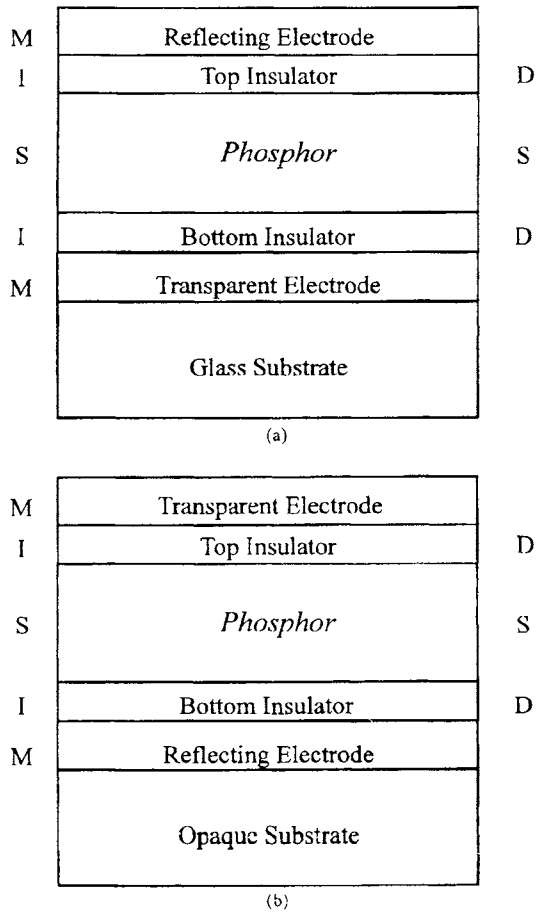 M Reflecting Electrode
I Top Insulator D
S Phosphor S
I Bottom Insulator D
M Transparent Electrode
Glass Substrate
(a)
M Transparent Electrode
I Top Insulator D
S Phosphor S
I Bottom Insulator D
M Reflecting Electrode
Opaque Substrate
(b)